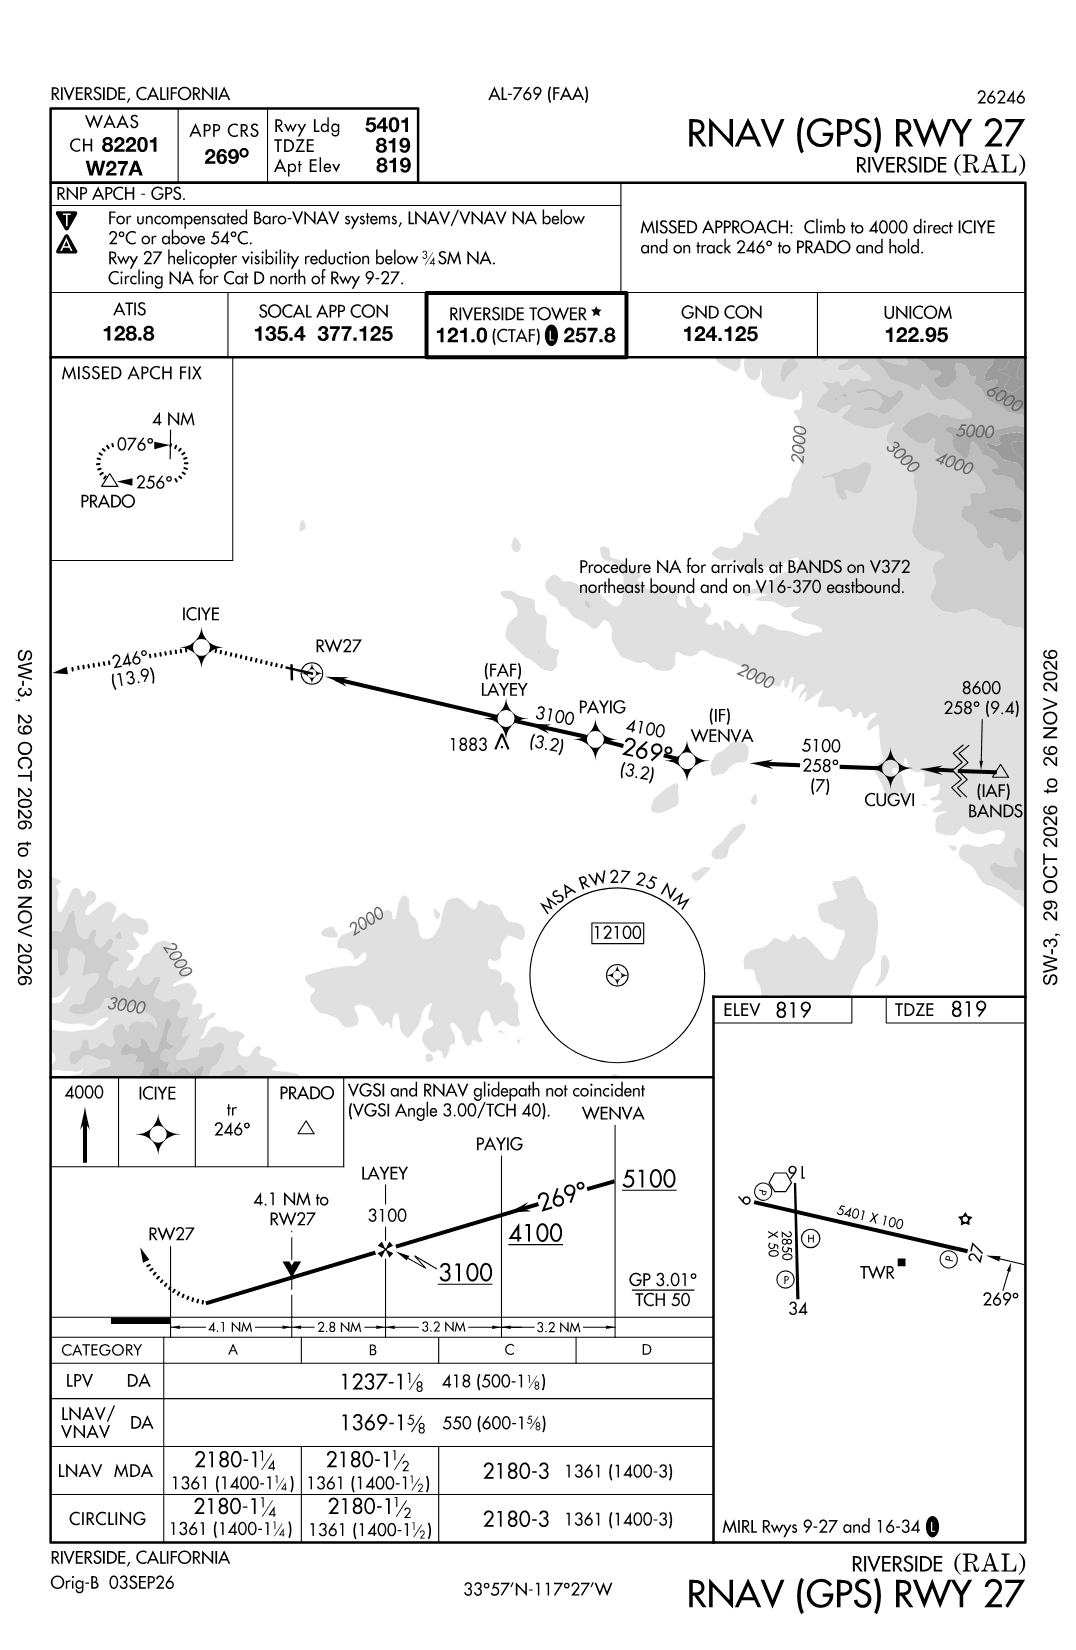 RIVERSIDE, CALIFORNIA
AL-769 (FAA)
26246
WAAS
CH 82201
W27A
APP CRS
269°
Rwy Ldg 5401
TDZE 819
Apt Elev 819
RNAV (GPS) RWY 27
RIVERSIDE (RAL)
RNP APCH - GPS.
T
A
For uncompensated Baro-VNAV systems, LNAV/VNAV NA below
2°C or above 54°C.
Rwy 27 helicopter visibility reduction below ¾ SM NA.
Circling NA for Cat D north of Rwy 9-27.
MISSED APPROACH: Climb to 4000 direct ICIYE
and on track 246° to PRADO and hold.
ATIS
128.8
SOCAL APP CON
135.4 377.125
RIVERSIDE TOWER ★
121.0 (CTAF) L 257.8
GND CON
124.125
UNICOM
122.95
MISSED APCH FIX
4 NM
076°
256°
PRADO
6000
5000
4000
3000
2000
Procedure NA for arrivals at BANDS on V372
northeast bound and on V16-370 eastbound.
ICIYE
RW27
246°
(13.9)
(FAF)
LAYEY
1883
3100
(3.2)
PAYIG
4100
269°
(3.2)
(IF)
WENVA
2000
5100
258°
(7)
CUGVI
8600
258° (9.4)
(IAF)
BANDS
2000
2000
3000
MSA RW27 25 NM
12100
SW-3, 29 OCT 2026 to 26 NOV 2026
SW-3, 29 OCT 2026 to 26 NOV 2026
ELEV 819
TDZE 819
16
9
P
5401 X 100
2850
X 50
H
P
34
TWR
P
27
269°
MIRL Rwys 9-27 and 16-34 L
4000
ICIYE
tr
246°
PRADO
VGSI and RNAV glidepath not coincident
(VGSI Angle 3.00/TCH 40).
WENVA
PAYIG
LAYEY
4.1 NM to
RW27
3100
RW27
269°
5100
4100
3100
GP 3.01°
TCH 50
4.1 NM
2.8 NM
3.2 NM
3.2 NM
CATEGORY A B C D
LPV DA 1237-1⅛ 418 (500-1⅛)
LNAV/
VNAV DA 1369-1⅝ 550 (600-1⅝)
LNAV MDA 2180-1¼ 2180-1½ 2180-3 1361 (1400-3)
1361 (1400-1¼) 1361 (1400-1½)
CIRCLING 2180-1¼ 2180-1½ 2180-3 1361 (1400-3)
1361 (1400-1¼) 1361 (1400-1½)
RIVERSIDE, CALIFORNIA
Orig-B 03SEP26
33°57'N-117°27'W
RIVERSIDE (RAL)
RNAV (GPS) RWY 27